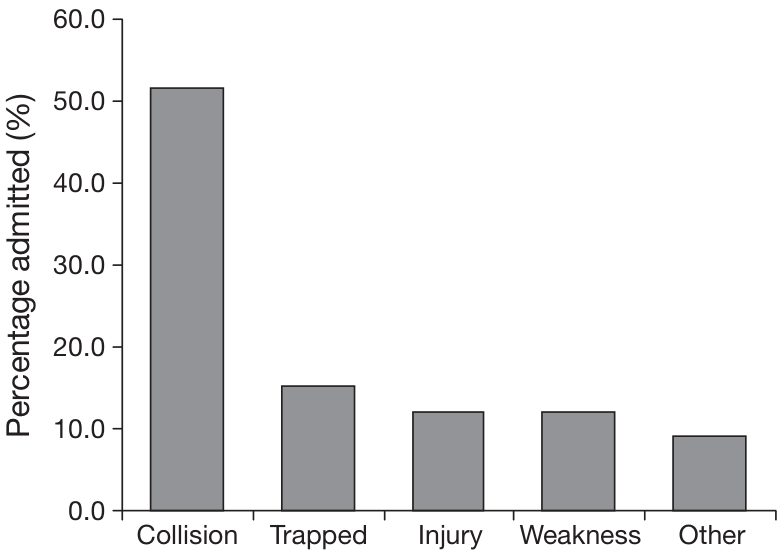 Percentage admitted (%)
60.0
50.0
40.0
30.0
20.0
10.0
0.0
Collision
Trapped
Injury
Weakness
Other